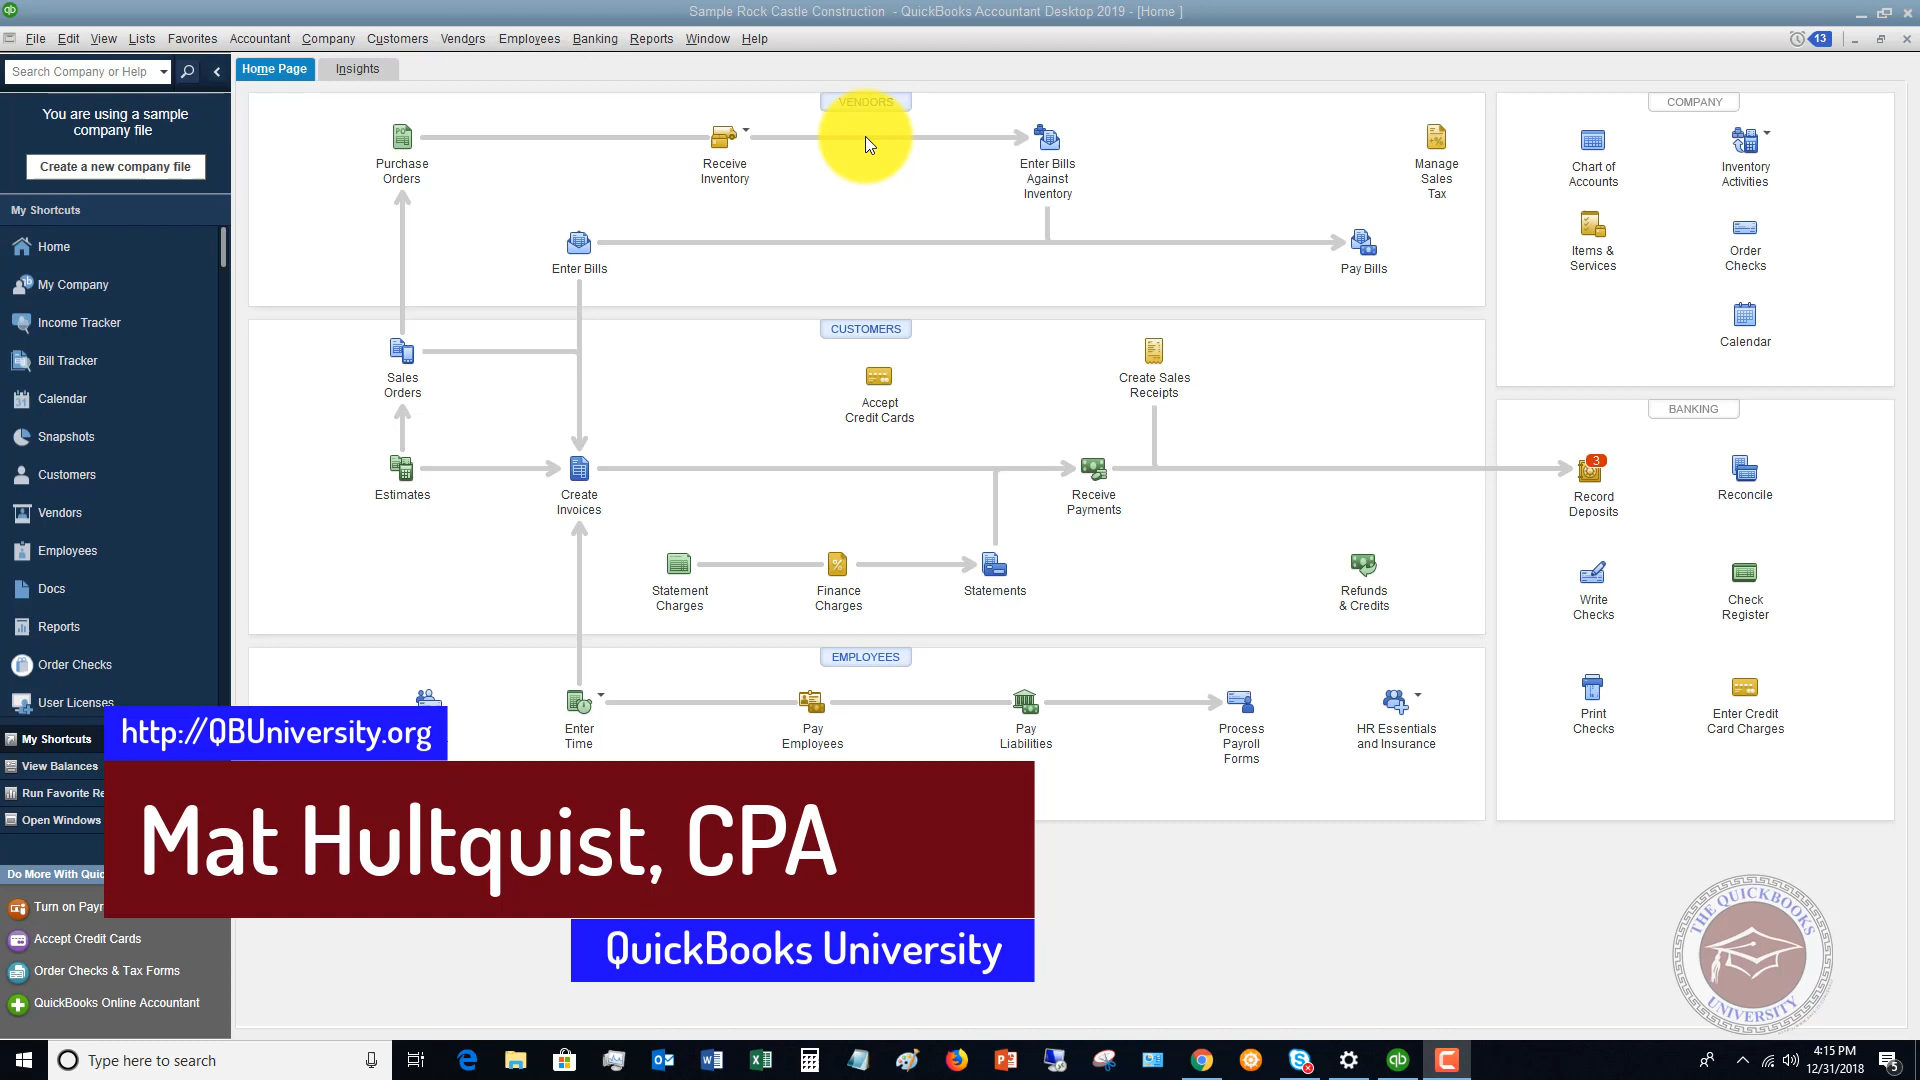 Sample Rock Castle Construction - QuickBooks Accountant Desktop 2019 - [Home ]
File Edit View Lists Favorites Accountant Company Customers Vendors Employees Banking Reports Window Help
13
Search Company or Help
Home Page
Insights
You are using a sample
company file
Create a new company file
My Shortcuts
Home
My Company
Income Tracker
Bill Tracker
Calendar
Snapshots
Customers
Vendors
Employees
Docs
Reports
Order Checks
User Licenses
My Shortcuts
View Balances
Run Favorite Re
Open Windows
Do More With Quic
Turn on Payr
Accept Credit Cards
Order Checks & Tax Forms
QuickBooks Online Accountant
VENDORS
Purchase
Orders
Receive
Inventory
Enter Bills
Against
Inventory
Manage
Sales
Tax
Enter Bills
Pay Bills
CUSTOMERS
Sales
Orders
Accept
Credit Cards
Create Sales
Receipts
Estimates
Create
Invoices
Receive
Payments
Statement
Charges
Finance
Charges
Statements
Refunds
& Credits
EMPLOYEES
Enter
Time
Pay
Employees
Pay
Liabilities
Process
Payroll
Forms
HR Essentials
and Insurance
COMPANY
Chart of
Accounts
Inventory
Activities
Items &
Services
Order
Checks
Calendar
BANKING
3
Record
Deposits
Reconcile
Write
Checks
Check
Register
Print
Checks
Enter Credit
Card Charges
http://QBUniversity.org
Mat Hultquist, CPA
QuickBooks University
THE QUICKBOOKS
UNIVERSITY
Type here to search
4:15 PM
12/31/2018
5